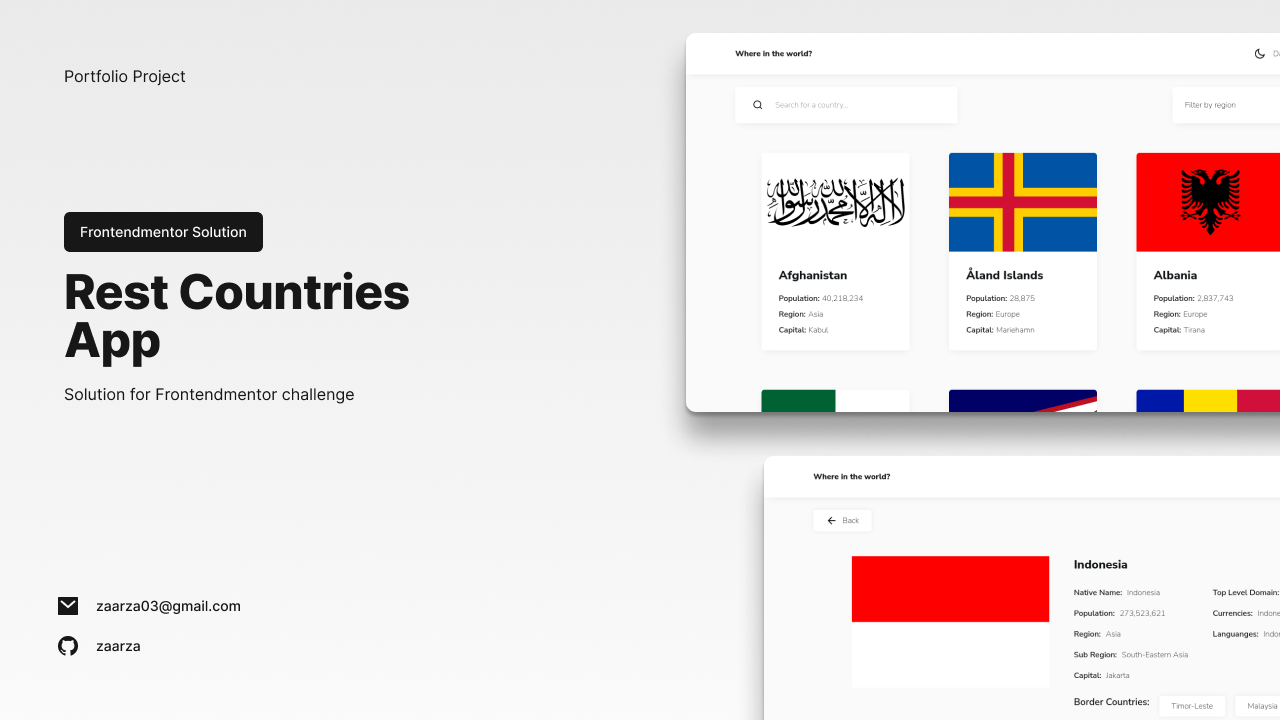 Portfolio Project
Frontendmentor Solution
Rest Countries
App
Solution for Frontendmentor challenge
zaarza03@gmail.com
zaarza
Where in the world?
Search for a country...
Filter by region
لا إله إلا الله محمد رسول الله
Afghanistan
Population: 40,218,234
Region: Asia
Capital: Kabul
Åland Islands
Population: 28,875
Region: Europe
Capital: Mariehamn
Albania
Population: 2,837,743
Region: Europe
Capital: Tirana
Where in the world?
Back
Indonesia
Native Name: Indonesia
Population: 273,523,621
Region: Asia
Sub Region: South-Eastern Asia
Capital: Jakarta
Top Level Domain:
Currencies:
Languanges:
Border Countries:
Timor-Leste
Malaysia